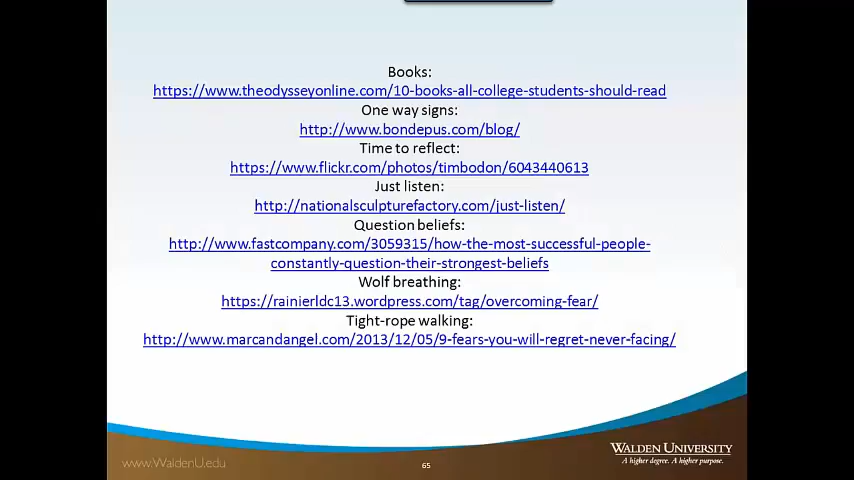 Books:
https://www.theodysseyonline.com/10-books-all-college-students-should-read
One way signs:
http://www.bondepus.com/blog/
Time to reflect:
https://www.flickr.com/photos/timbodon/6043440613
Just listen:
http://nationalsculpturefactory.com/just-listen/
Question beliefs:
http://www.fastcompany.com/3059315/how-the-most-successful-people-
constantly-question-their-strongest-beliefs
Wolf breathing:
https://rainierldc13.wordpress.com/tag/overcoming-fear/
Tight-rope walking:
http://www.marcandangel.com/2013/12/05/9-fears-you-will-regret-never-facing/
www.WaldenU.edu
65
WALDEN UNIVERSITY
A higher degree. A higher purpose.